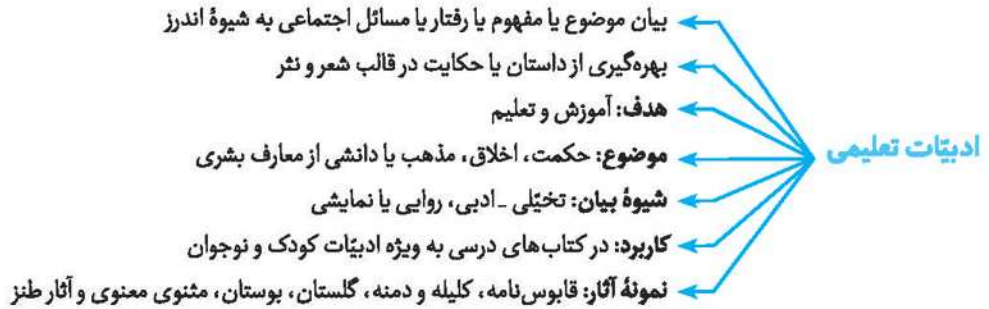 ادبیّات تعلیمی
بیان موضوع یا مفهوم یا رفتار یا مسائل اجتماعی به شیوهٔ اندرز
بهره‌گیری از داستان یا حکایت در قالب شعر و نثر
هدف: آموزش و تعلیم
موضوع: حکمت، اخلاق، مذهب یا دانشی از معارف بشری
شیوهٔ بیان: تخیّلی ـ ادبی، روایی یا نمایشی
کاربرد: در کتاب‌های درسی به ویژه ادبیّات کودک و نوجوان
نمونهٔ آثار: قابوس‌نامه، کلیله و دمنه، گلستان، بوستان، مثنوی معنوی و آثار طنز